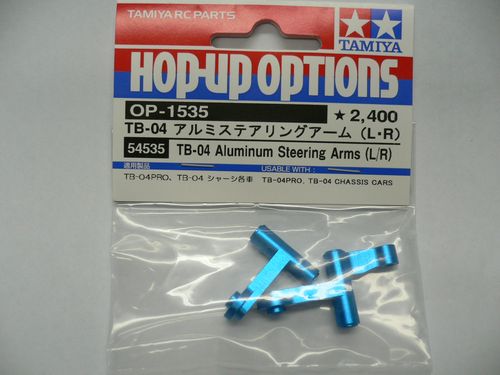 TAMIYA RC PARTS
TAMIYA
HOP-UP OPTIONS
OP-1535
★2,400
TB-04 アルミステアリングアーム (L・R)
54535 TB-04 Aluminum Steering Arms (L/R)
適用製品 USABLE WITH :
TB-04PRO、TB-04 シャーシ各車 TB-04PRO, TB-04 CHASSIS CARS